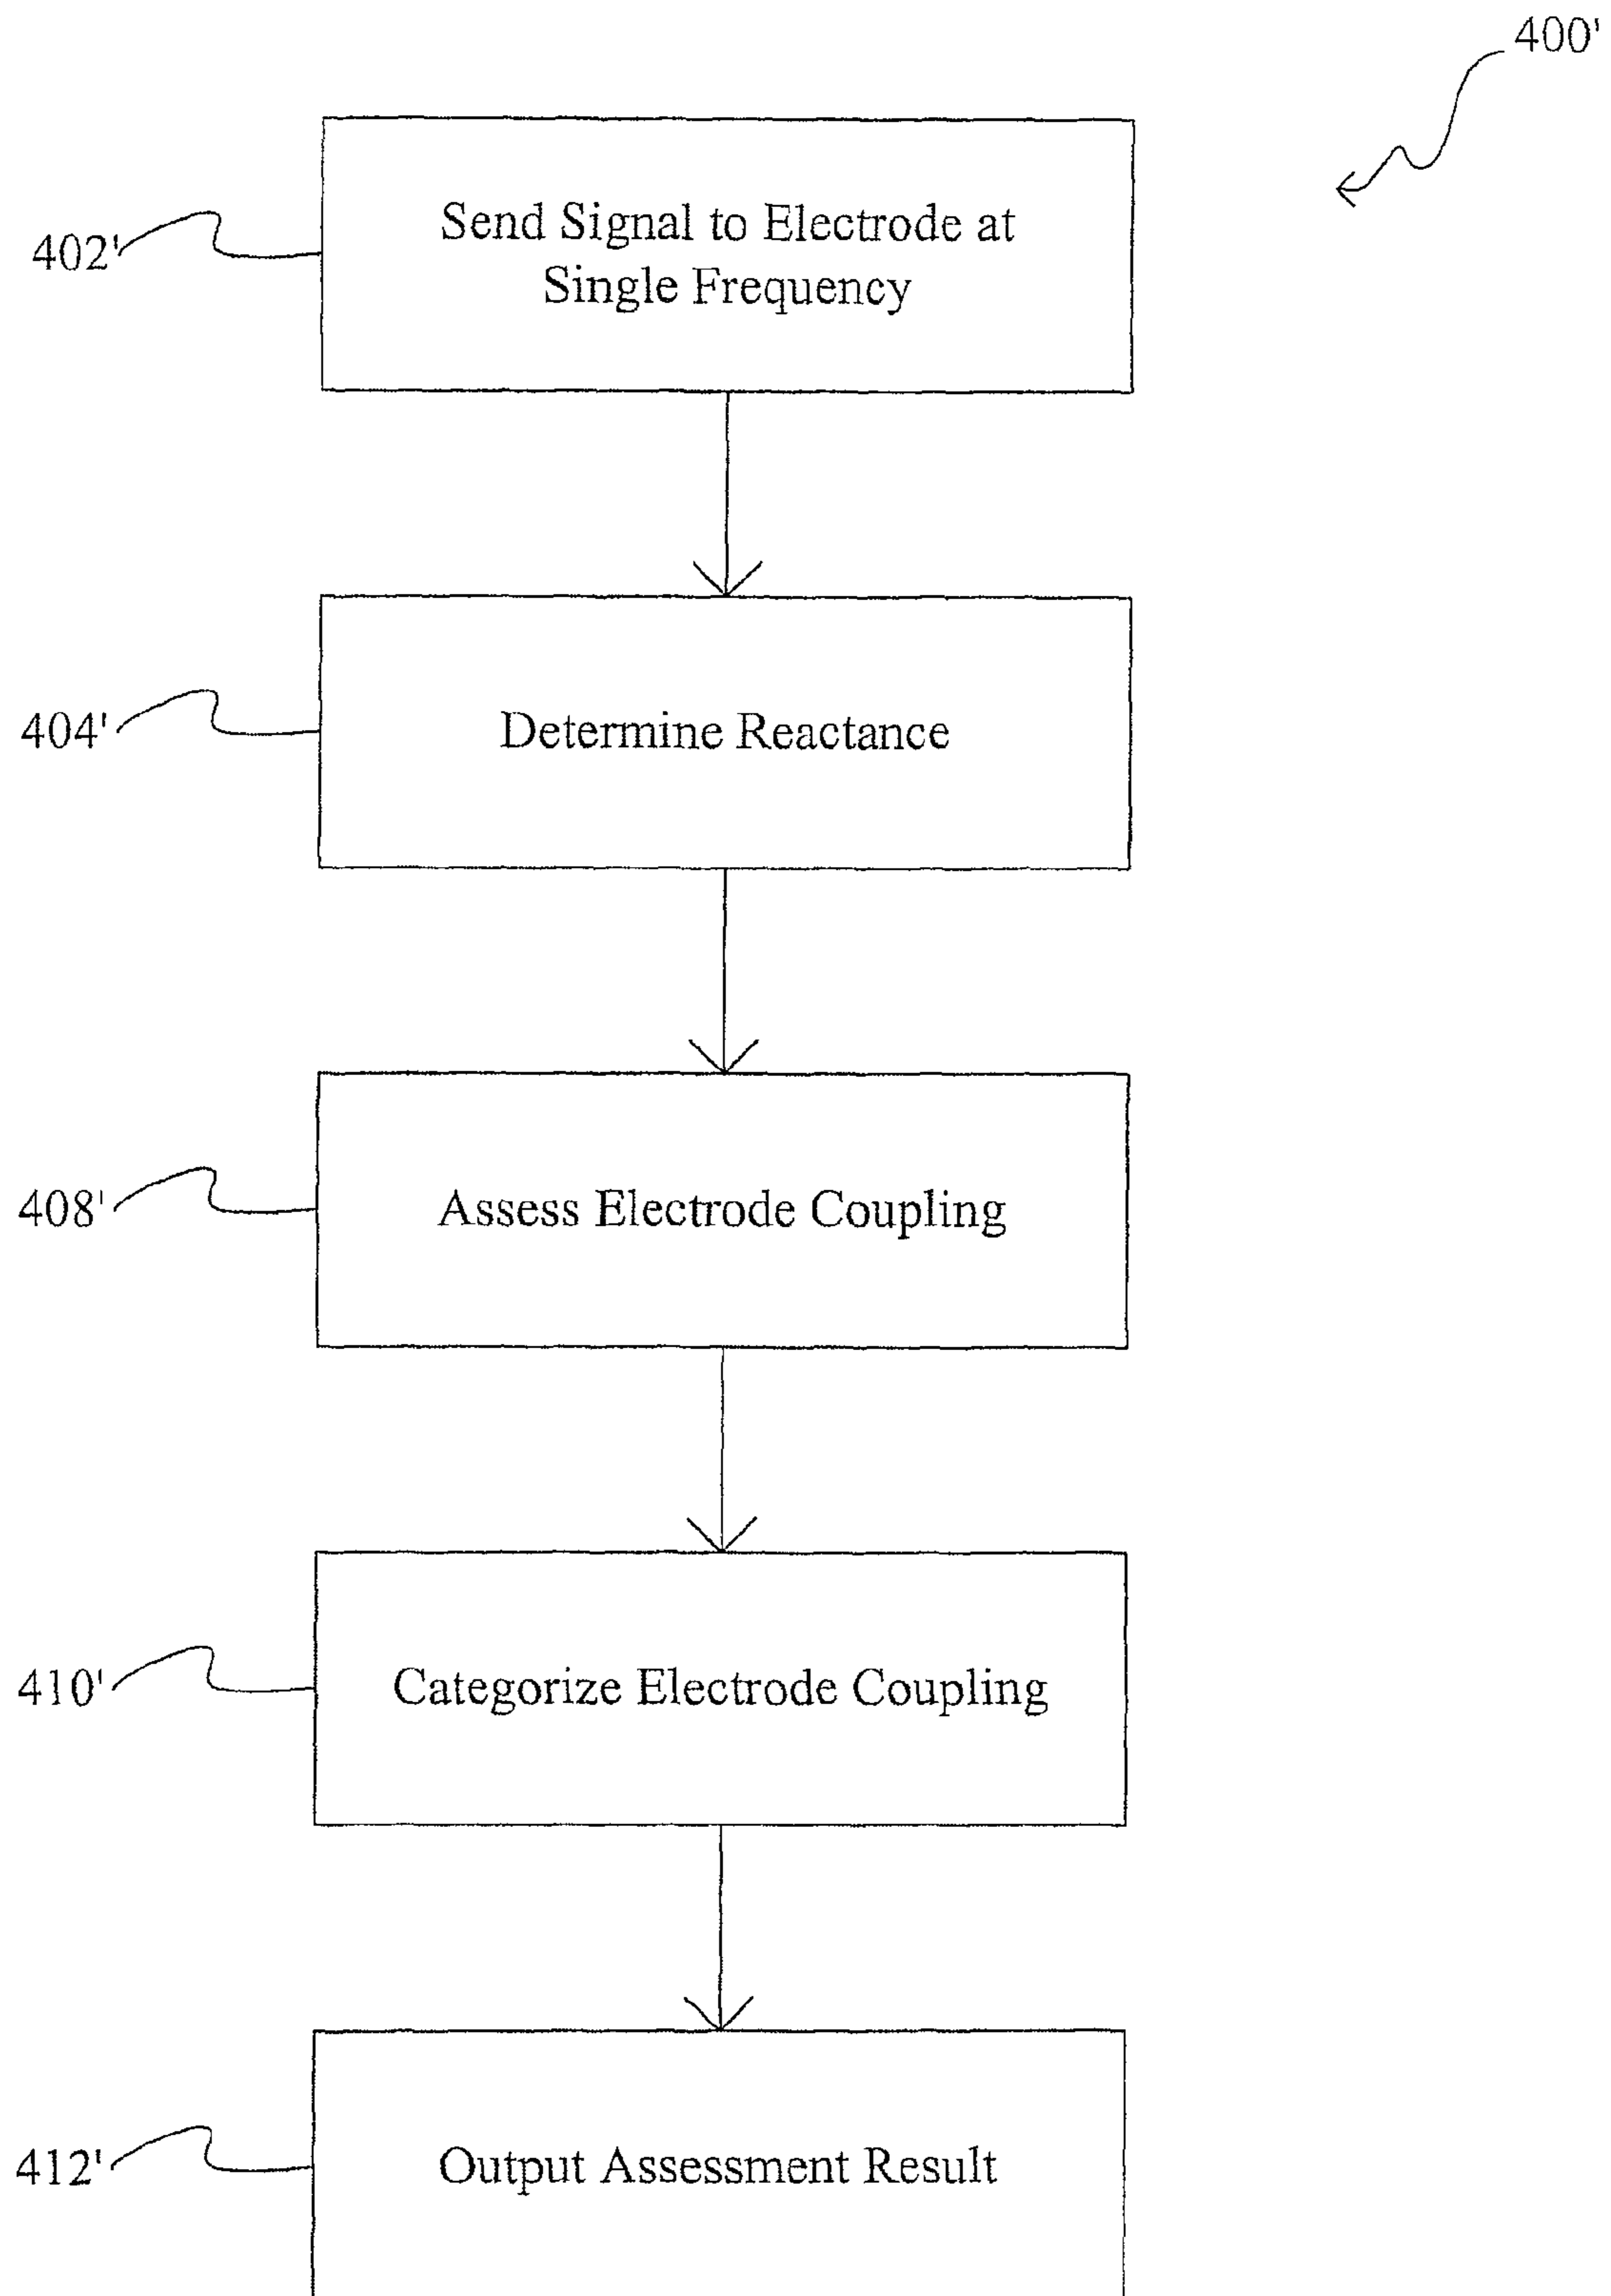 400'
402'
Send Signal to Electrode at
Single Frequency
404'
Determine Reactance
408'
Assess Electrode Coupling
410'
Categorize Electrode Coupling
412'
Output Assessment Result